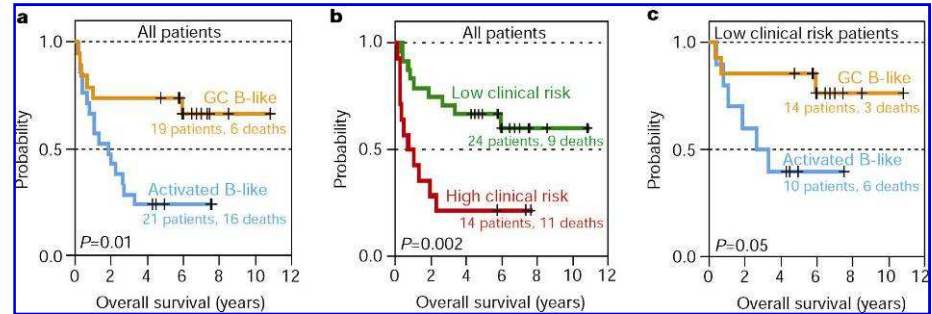 a
All patients
1.0
0.5
0.0
Probability
GC B-like
19 patients, 6 deaths
Activated B-like
21 patients, 16 deaths
P=0.01
0 2 4 6 8 10 12
Overall survival (years)
b
All patients
1.0
0.5
0.0
Probability
Low clinical risk
24 patients, 9 deaths
High clinical risk
14 patients, 11 deaths
P=0.002
0 2 4 6 8 10 12
Overall survival (years)
c
Low clinical risk patients
1.0
0.5
0.0
Probability
GC B-like
14 patients, 3 deaths
Activated B-like
10 patients, 6 deaths
P=0.05
0 2 4 6 8 10 12
Overall survival (years)